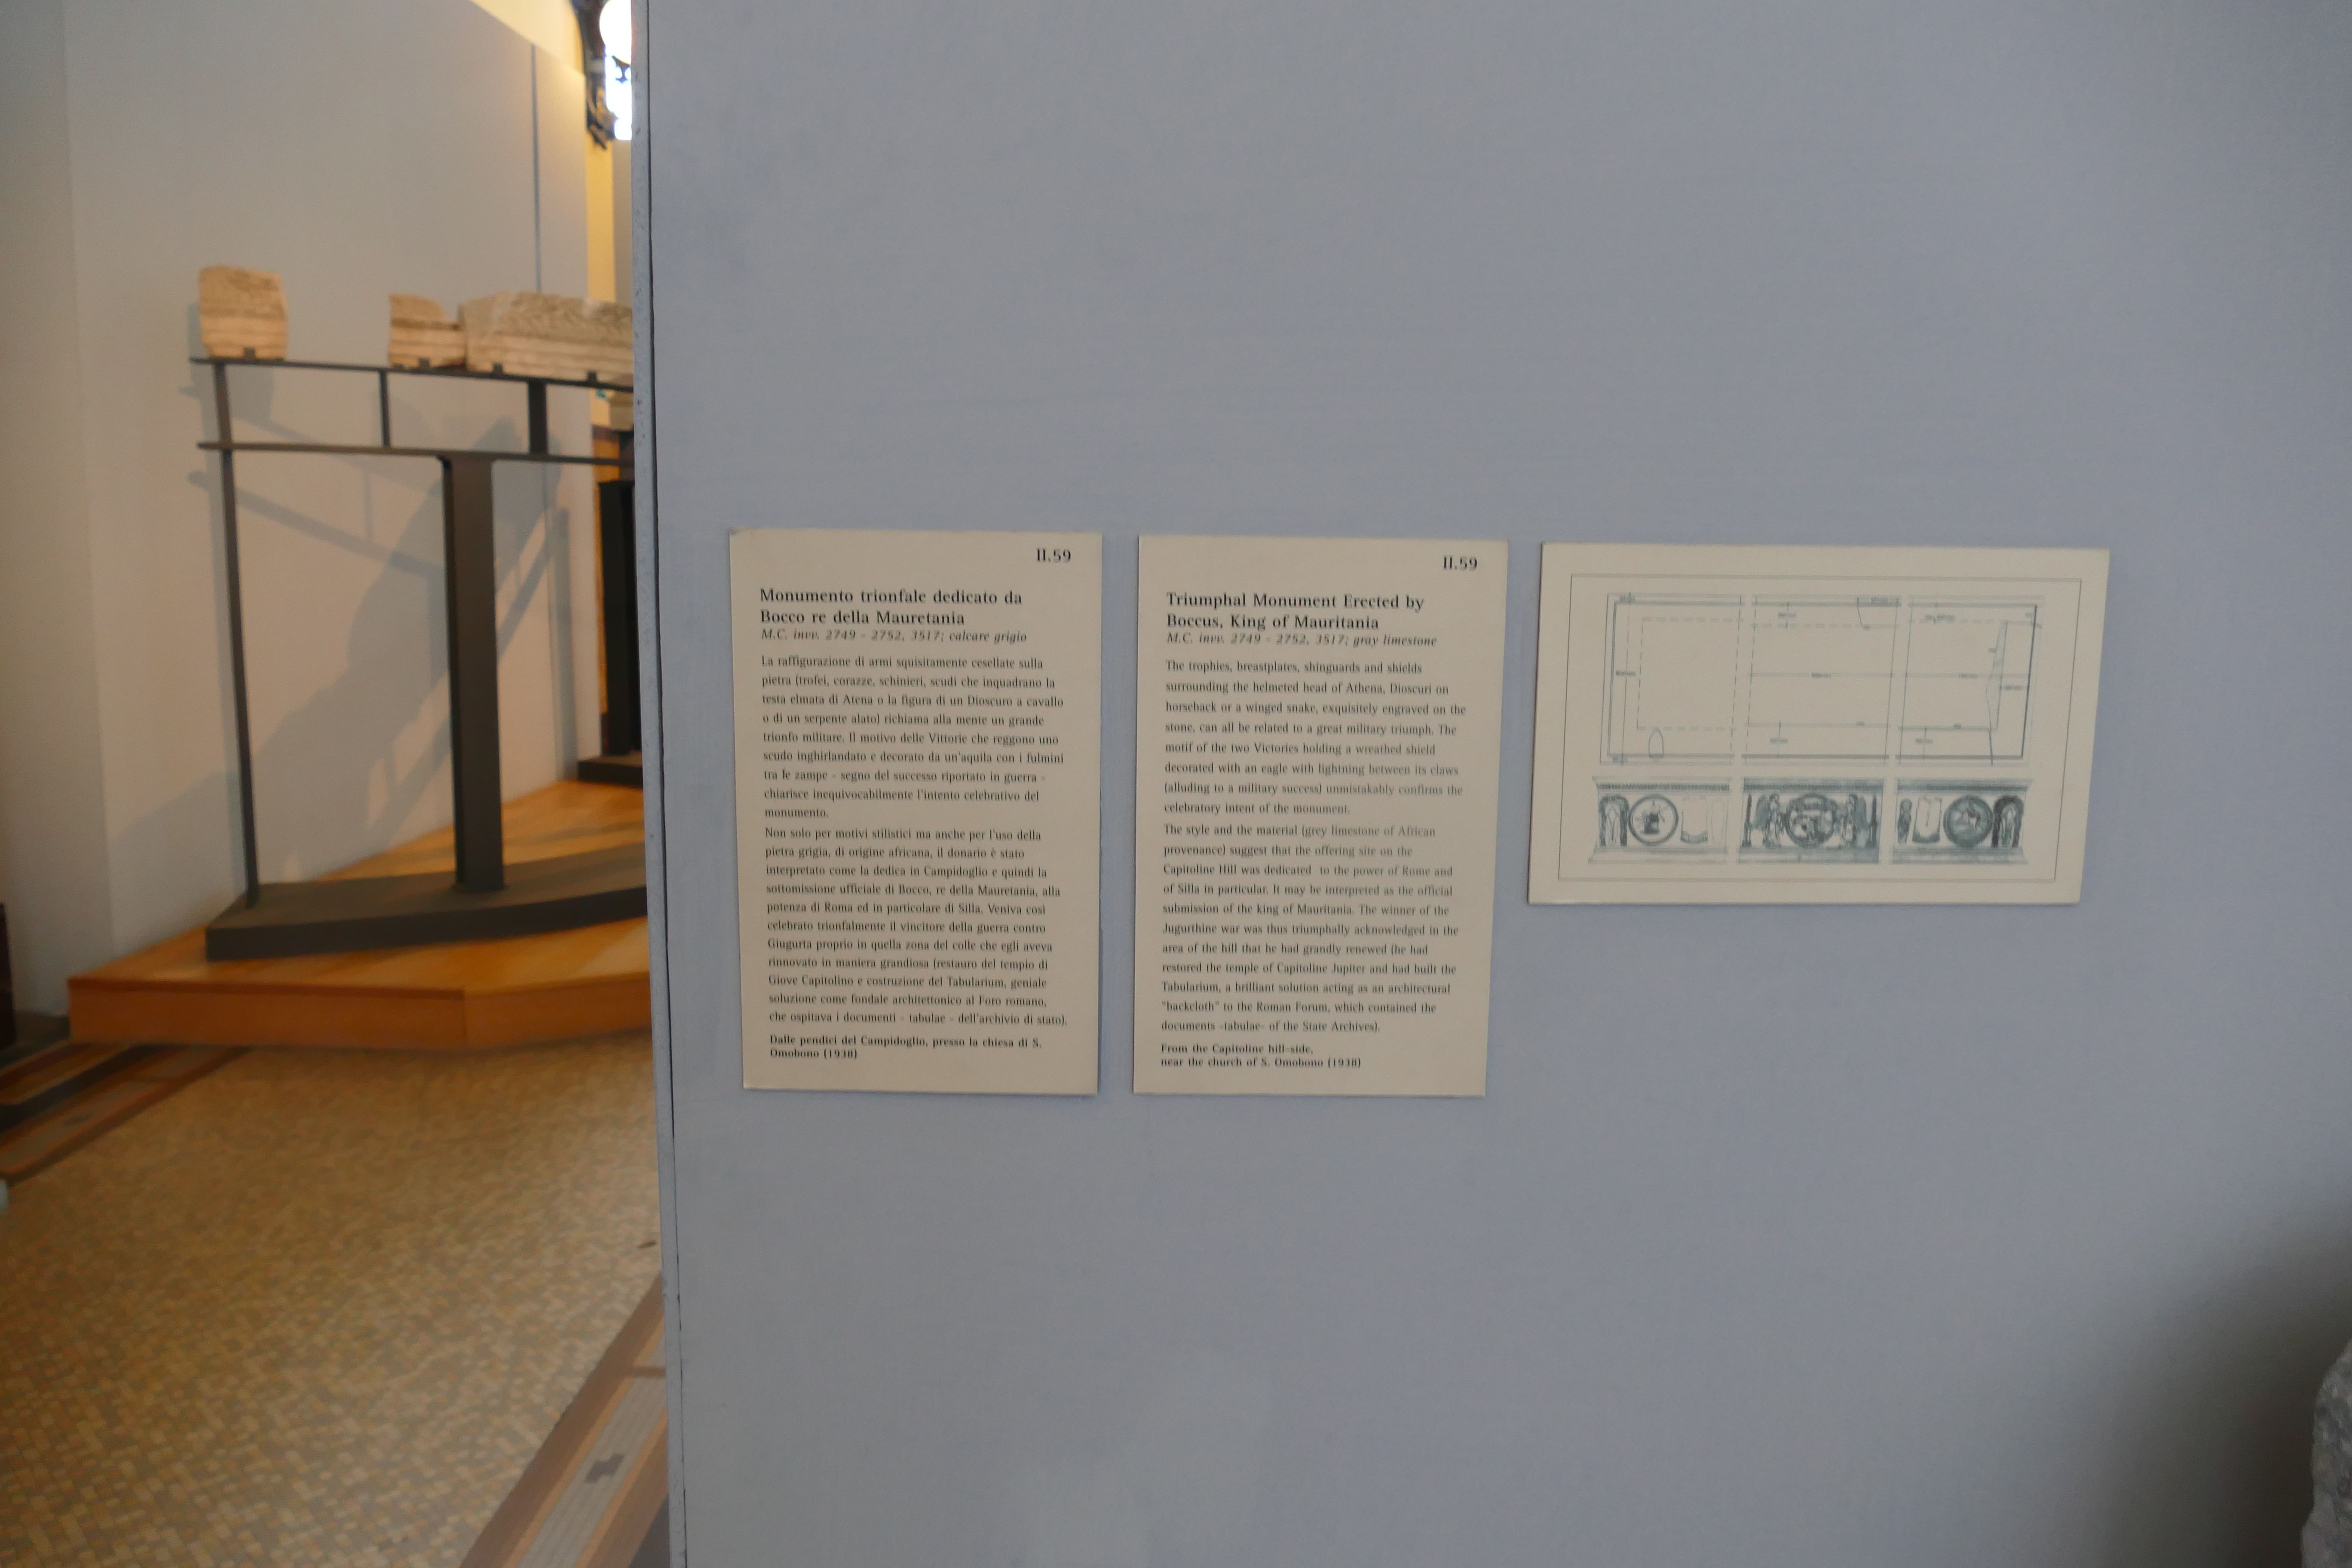 II.59
Monumento trionfale dedicato da
Bocco re della Mauretania
M.C. invv. 2749 - 2752, 3517; calcare grigio
La raffigurazione di armi squisitamente cesellate sulla
pietra (trofei, corazze, schinieri, scudi che inquadrano la
testa elmata di Atena o la figura di un Dioscuro a cavallo
o di un serpente alato) richiama alla mente un grande
trionfo militare. Il motivo delle Vittorie che reggono uno
scudo inghirlandato e decorato da un'aquila con i fulmini
tra le zampe - segno del successo riportato in guerra -
chiarisce inequivocabilmente l'intento celebrativo del
monumento.
Non solo per motivi stilistici ma anche per l'uso della
pietra grigia, di origine africana, il donario è stato
interpretato come la dedica in Campidoglio e quindi la
sottomissione ufficiale di Bocco, re della Mauretania, alla
potenza di Roma ed in particolare di Silla. Veniva così
celebrato trionfalmente il vincitore della guerra contro
Giugurta proprio in quella zona del colle che egli aveva
rinnovato in maniera grandiosa (restauro del tempio di
Giove Capitolino e costruzione del Tabularium, geniale
soluzione come fondale architettonico al Foro romano,
che ospitava i documenti - tabulae - dell'archivio di stato).
Dalle pendici del Campidoglio, presso la chiesa di S.
Omobono (1938)
II.59
Triumphal Monument Erected by
Boccus, King of Mauritania
M.C. invv. 2749 - 2752, 3517; gray limestone
The trophies, breastplates, shinguards and shields
surrounding the helmeted head of Athena, Dioscuri on
horseback or a winged snake, exquisitely engraved on the
stone, can all be related to a great military triumph. The
motif of the two Victories holding a wreathed shield
decorated with an eagle with lightning between its claws
(alluding to a military success) unmistakably confirms the
celebratory intent of the monument.
The style and the material (grey limestone of African
provenance) suggest that the offering site on the
Capitoline Hill was dedicated to the power of Rome and
of Silla in particular. It may be interpreted as the official
submission of the king of Mauritania. The winner of the
Jugurthine war was thus triumphally acknowledged in the
area of the hill that he had grandly renewed (he had
restored the temple of Capitoline Jupiter and had built the
Tabularium, a brilliant solution acting as an architectural
"backcloth" to the Roman Forum, which contained the
documents -tabulae- of the State Archives).
From the Capitoline hill-side,
near the church of S. Omobono (1938)